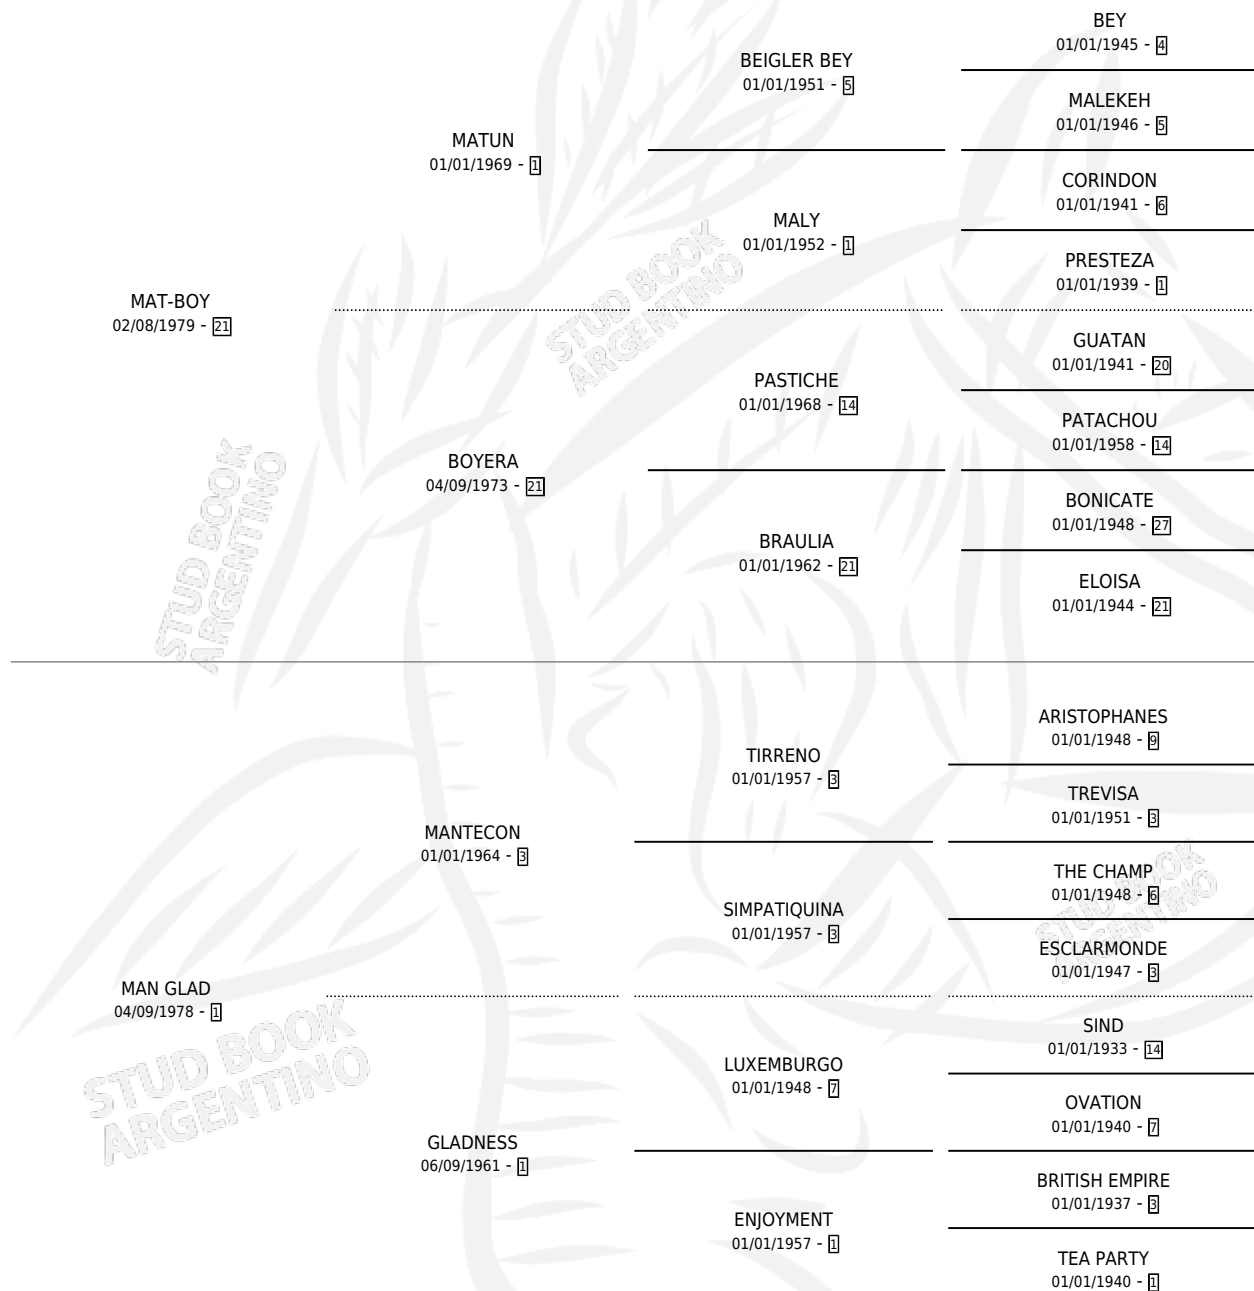 BEY
01/01/1945 - 4
BEIGLER BEY
01/01/1951 - 5
MALEKEH
01/01/1946 - 5
MATUN
01/01/1969 - 1
CORINDON
01/01/1941 - 6
MALY
01/01/1952 - 1
PRESTEZA
01/01/1939 - 1
MAT-BOY
02/08/1979 - 21
GUATAN
01/01/1941 - 20
PASTICHE
01/01/1968 - 14
PATACHOU
01/01/1958 - 14
BOYERA
04/09/1973 - 21
BONICATE
01/01/1948 - 27
BRAULIA
01/01/1962 - 21
ELOISA
01/01/1944 - 21
ARISTOPHANES
01/01/1948 - 9
TIRRENO
01/01/1957 - 3
TREVISA
01/01/1951 - 3
MANTECON
01/01/1964 - 3
THE CHAMP
01/01/1948 - 6
SIMPATIQUINA
01/01/1957 - 3
ESCLARMONDE
01/01/1947 - 3
MAN GLAD
04/09/1978 - 1
SIND
01/01/1933 - 14
LUXEMBURGO
01/01/1948 - 7
OVATION
01/01/1940 - 7
GLADNESS
06/09/1961 - 1
BRITISH EMPIRE
01/01/1937 - 3
ENJOYMENT
01/01/1957 - 1
TEA PARTY
01/01/1940 - 1
STUD BOOK
ARGENTINO
STUD BOOK
ARGENTINO
STUD BOOK
ARGENTINO
STUD BOOK
ARGENTINO